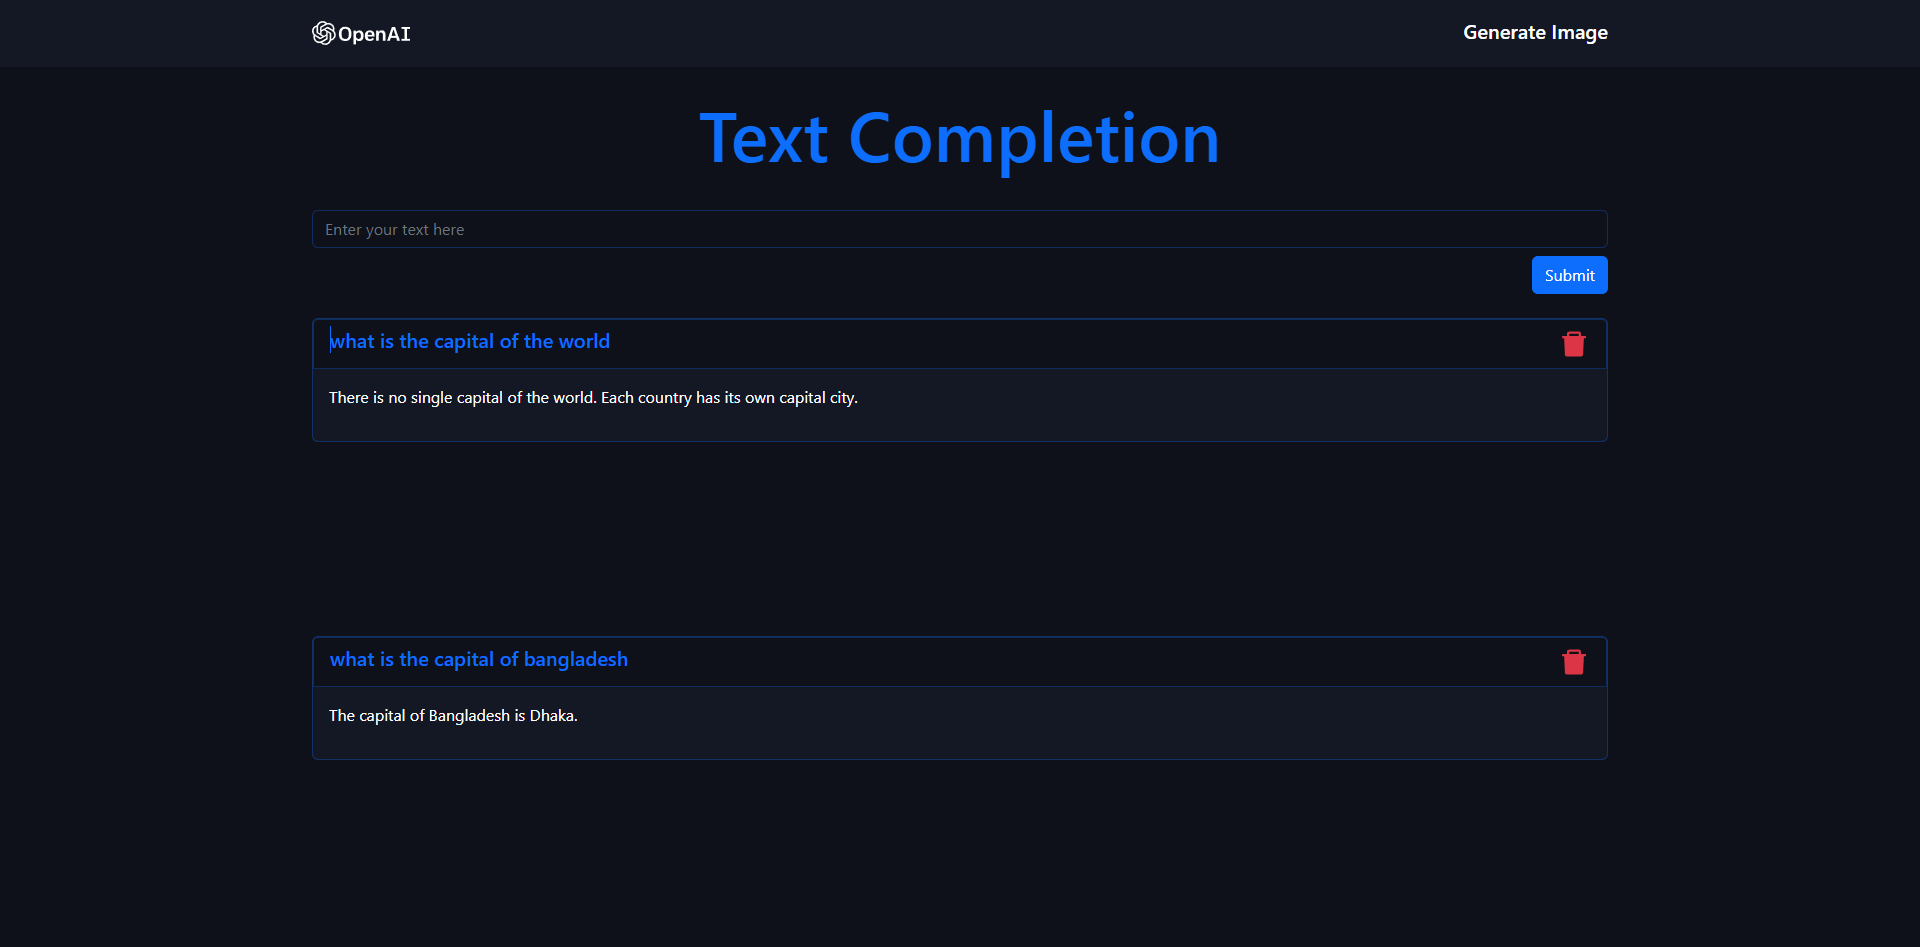 OpenAI
Generate Image
Text Completion
Enter your text here
Submit
what is the capital of the world
There is no single capital of the world. Each country has its own capital city.
what is the capital of bangladesh
The capital of Bangladesh is Dhaka.